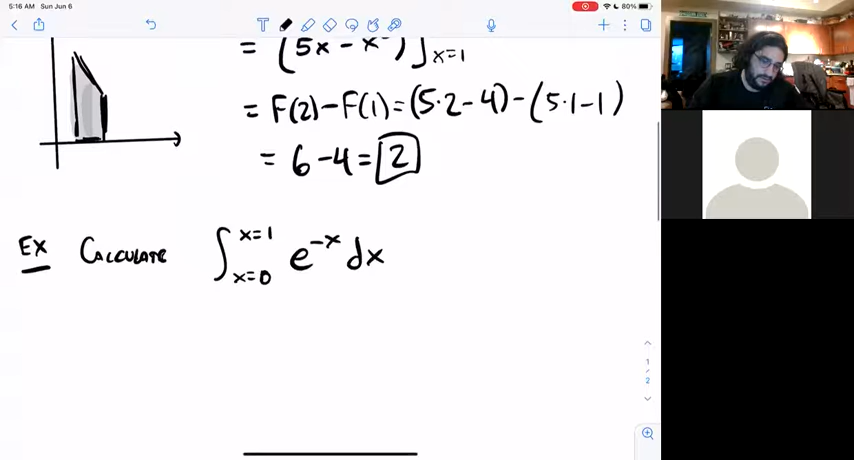 5:16 AM Sun Jun 6
80%
= (5x - x²)]x=1
= F(2) - F(1) = (5·2 - 4) - (5·1 - 1)
= 6 - 4 = 2
EX CALCULATE ∫ x=1 x=0 e^-x dx
1
2